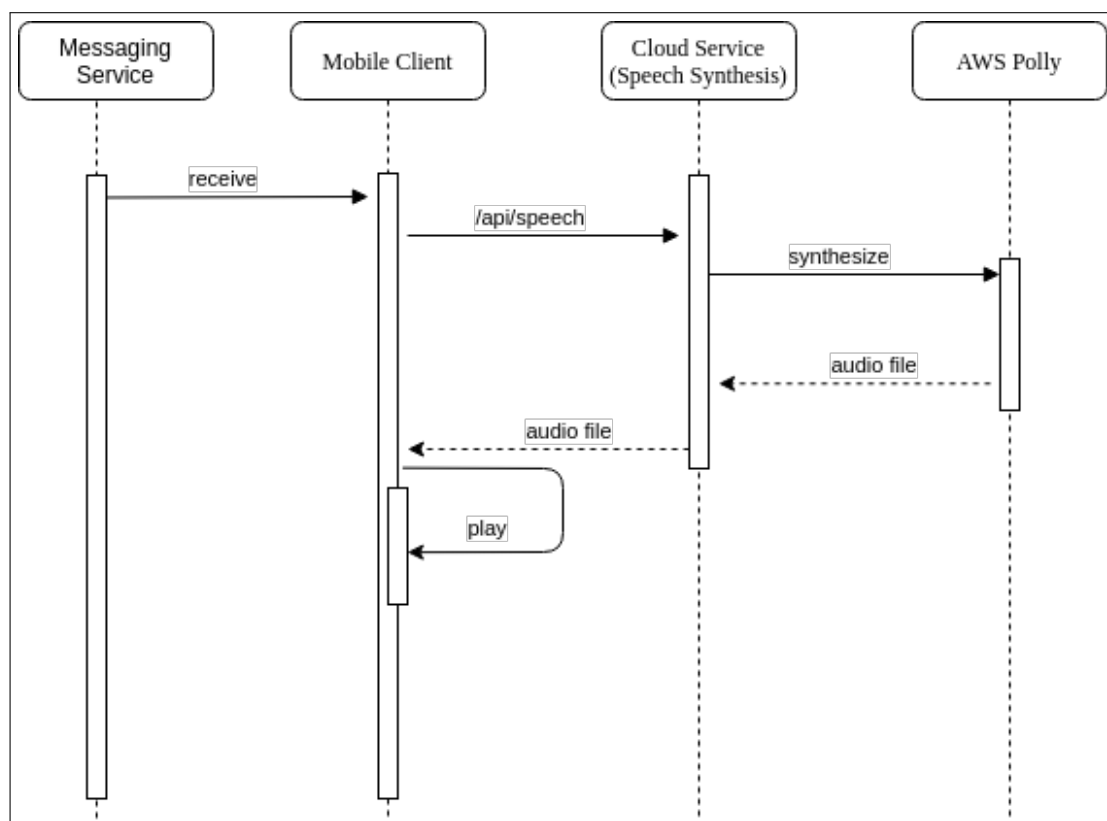 Messaging
Service
Mobile Client
Cloud Service
(Speech Synthesis)
AWS Polly
receive
/api/speech
synthesize
audio file
audio file
play